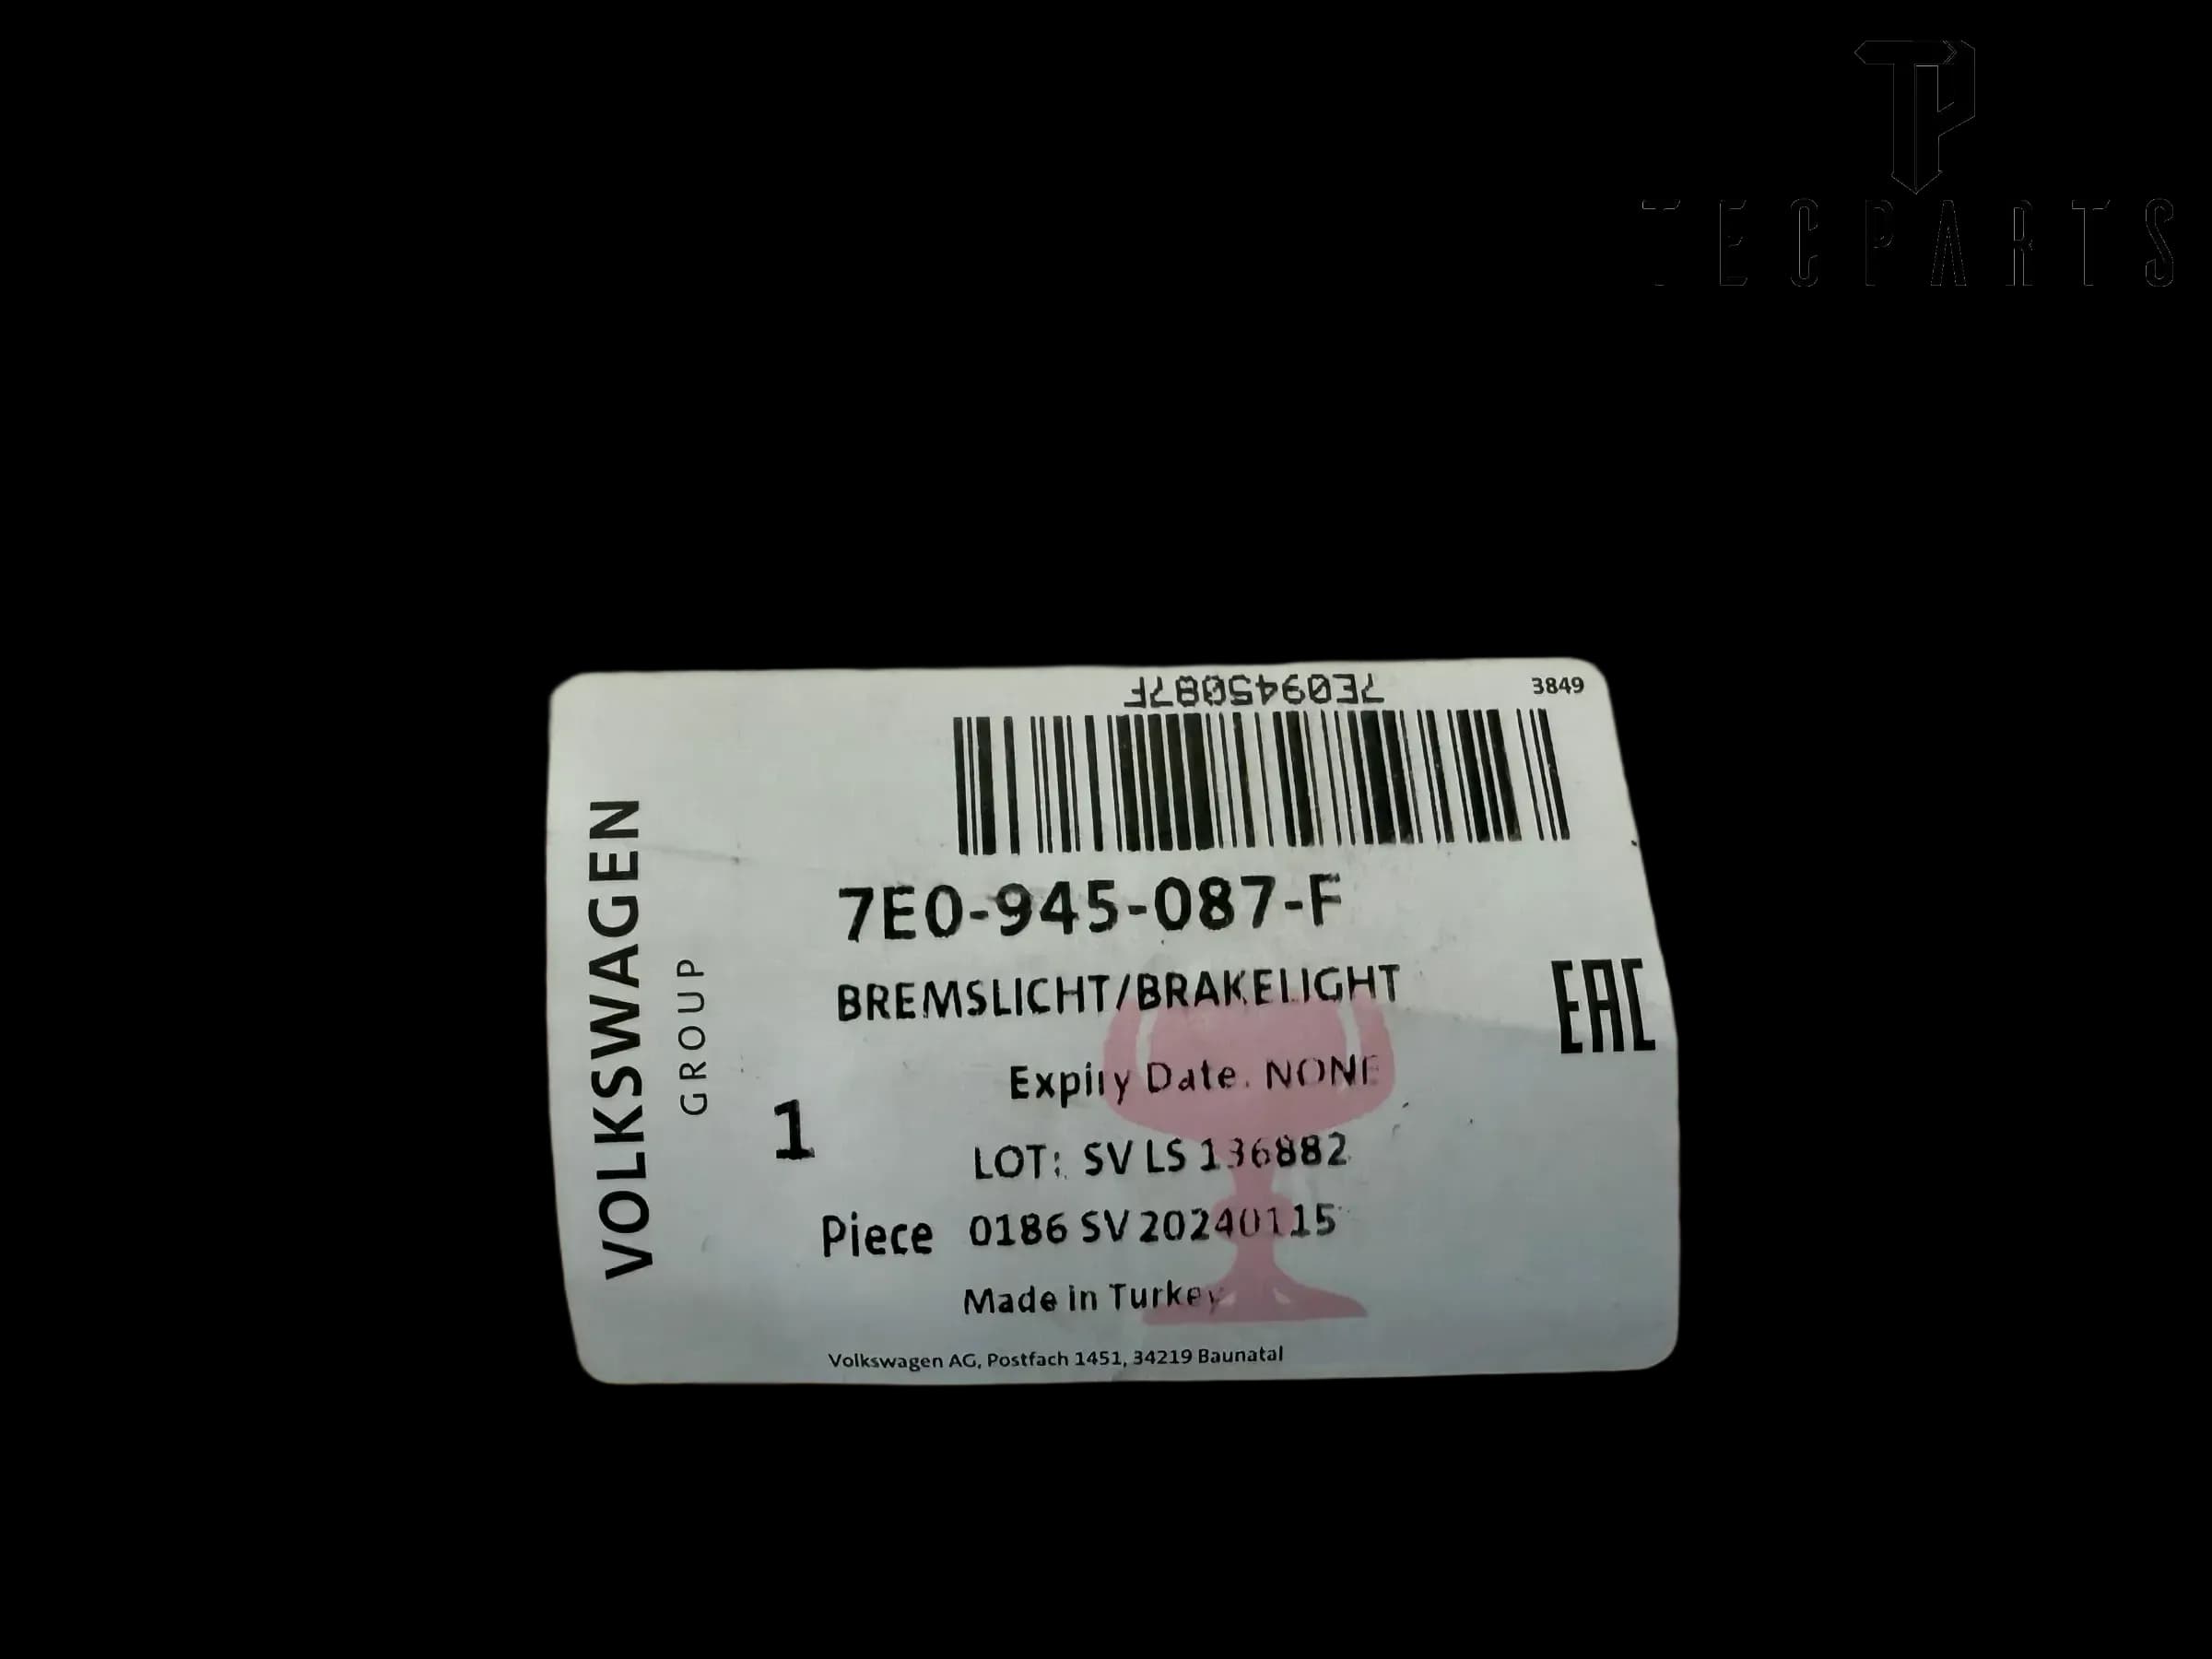 TECPARTS
7E0945087F
3849
7E0-945-087-F
BREMSLICHT/BRAKELIGHT
EAC
Expiry Date. NONE
1
LOT: SV LS 136882
Piece 0186 SV 20240115
Made in Turkey
Volkswagen AG, Postfach 1451, 34219 Baunatal
VOLKSWAGEN
GROUP